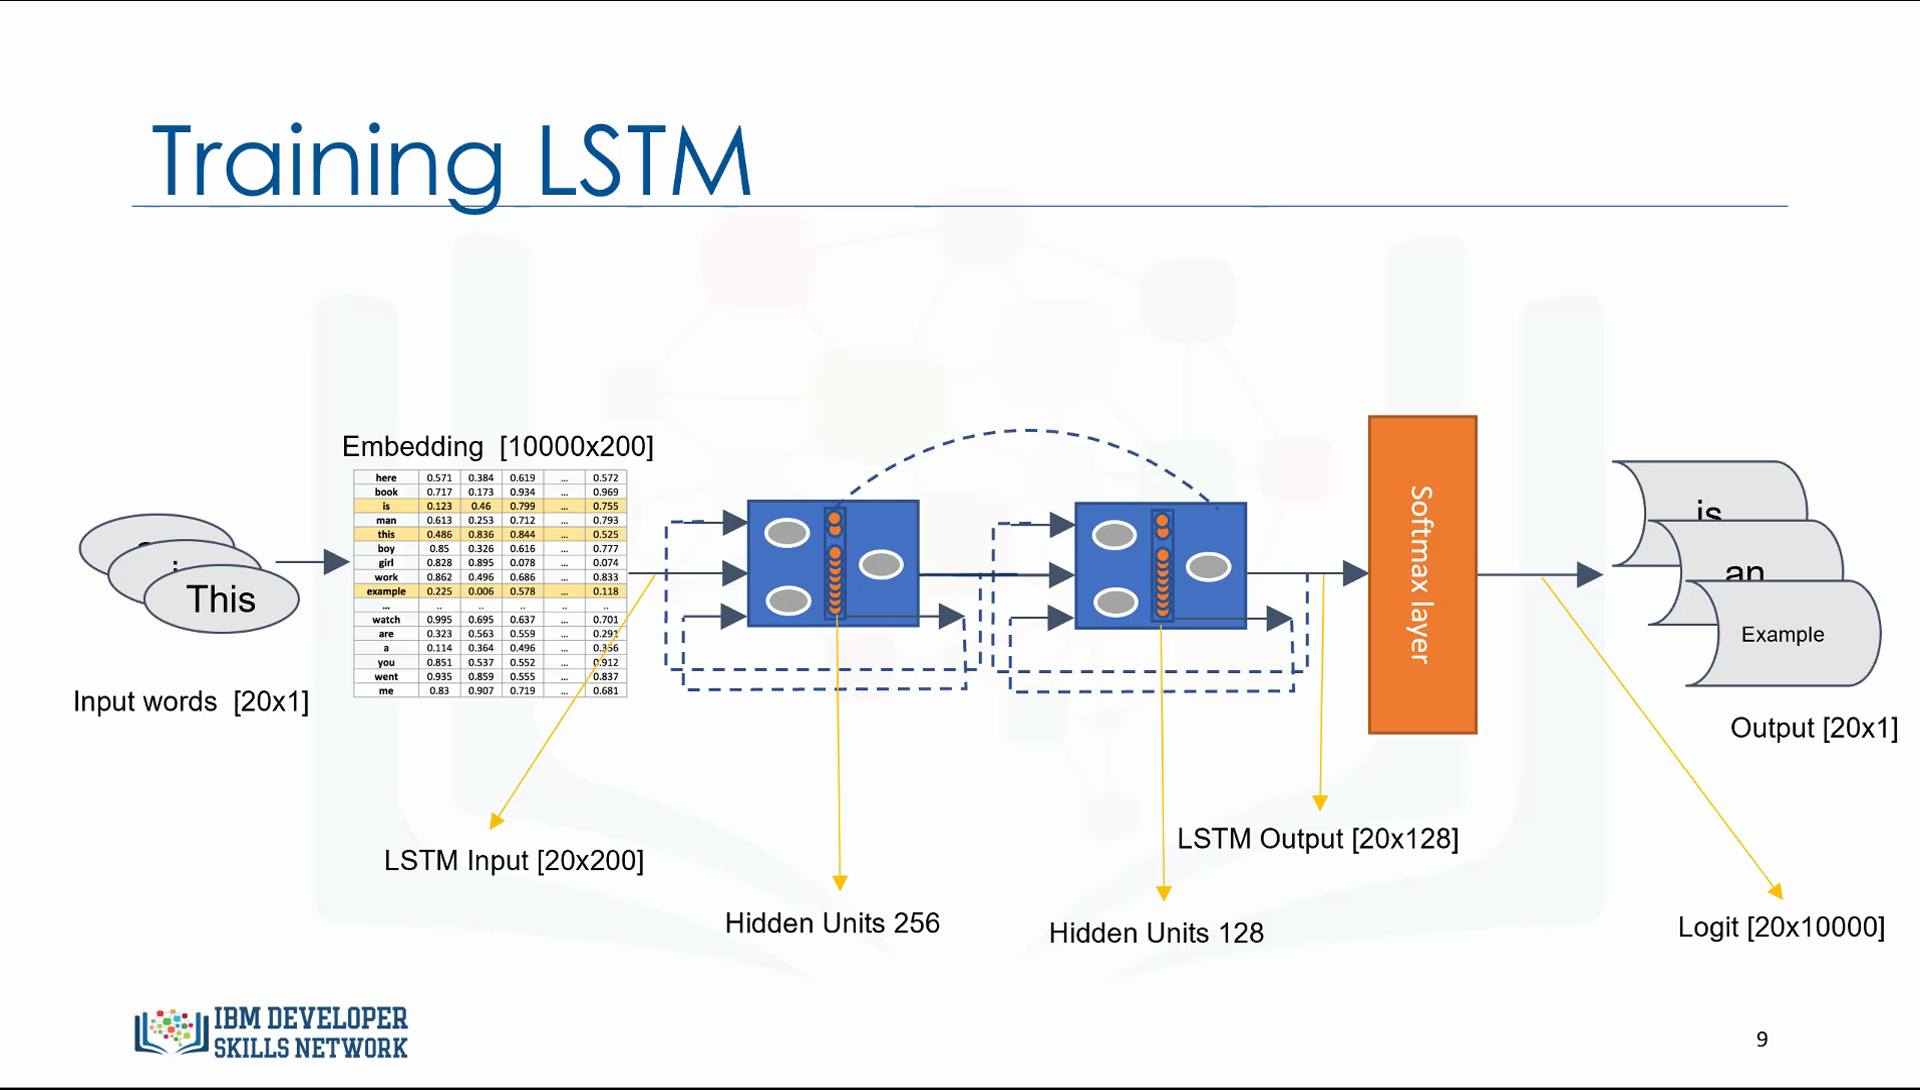 Training LSTM
Embedding [10000x200]
here 0.571 0.384 0.619 ... 0.572
book 0.717 0.173 0.934 ... 0.969
is 0.123 0.46 0.799 ... 0.755
man 0.613 0.253 0.712 ... 0.793
this 0.486 0.836 0.844 ... 0.525
boy 0.85 0.326 0.616 ... 0.777
girl 0.828 0.895 0.078 ... 0.074
work 0.862 0.496 0.686 ... 0.833
example 0.225 0.006 0.578 ... 0.118
... .. .. .. .. ..
watch 0.995 0.695 0.637 ... 0.701
are 0.323 0.563 0.559 ... 0.291
a 0.114 0.364 0.496 ...
you 0.851 0.537 0.552 ... 0.912
went 0.935 0.859 0.555 ... 0.837
me 0.83 0.907 0.719 ... 0.681
This
Input words [20x1]
Softmax layer
is
an
Example
Output [20x1]
LSTM Input [20x200]
Hidden Units 256
Hidden Units 128
LSTM Output [20x128]
Logit [20x10000]
IBM DEVELOPER
SKILLS NETWORK
9